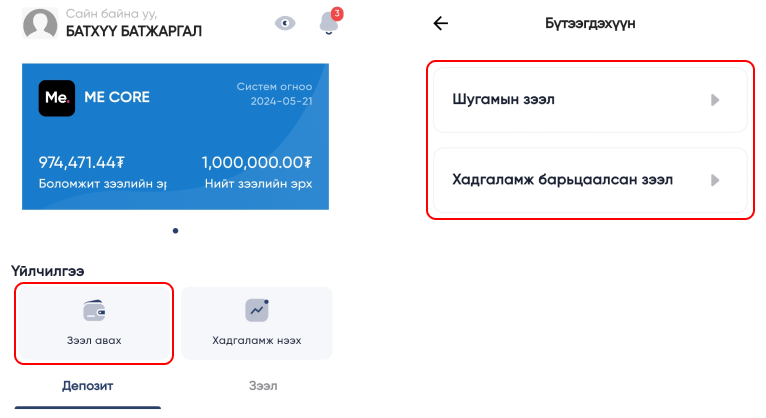 Сайн байна уу,
БАТХҮҮ БАТЖАРГАЛ
3
Me.
ME CORE
Систем огноо
2024-05-21
974,471.44₮
1,000,000.00₮
Боломжит зээлийн эр
Нийт зээлийн эрх
Үйлчилгээ
Зээл авах
Хадгаламж нээх
Депозит
Зээл
Бүтээгдэхүүн
Шугамын зээл
Хадгаламж барьцаалсан зээл